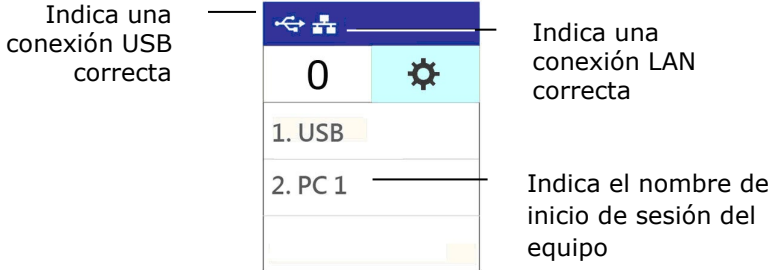 Indica una
conexión USB
correcta
Indica una
conexión LAN
correcta
0
1. USB
2. PC 1
Indica el nombre de
inicio de sesión del
equipo